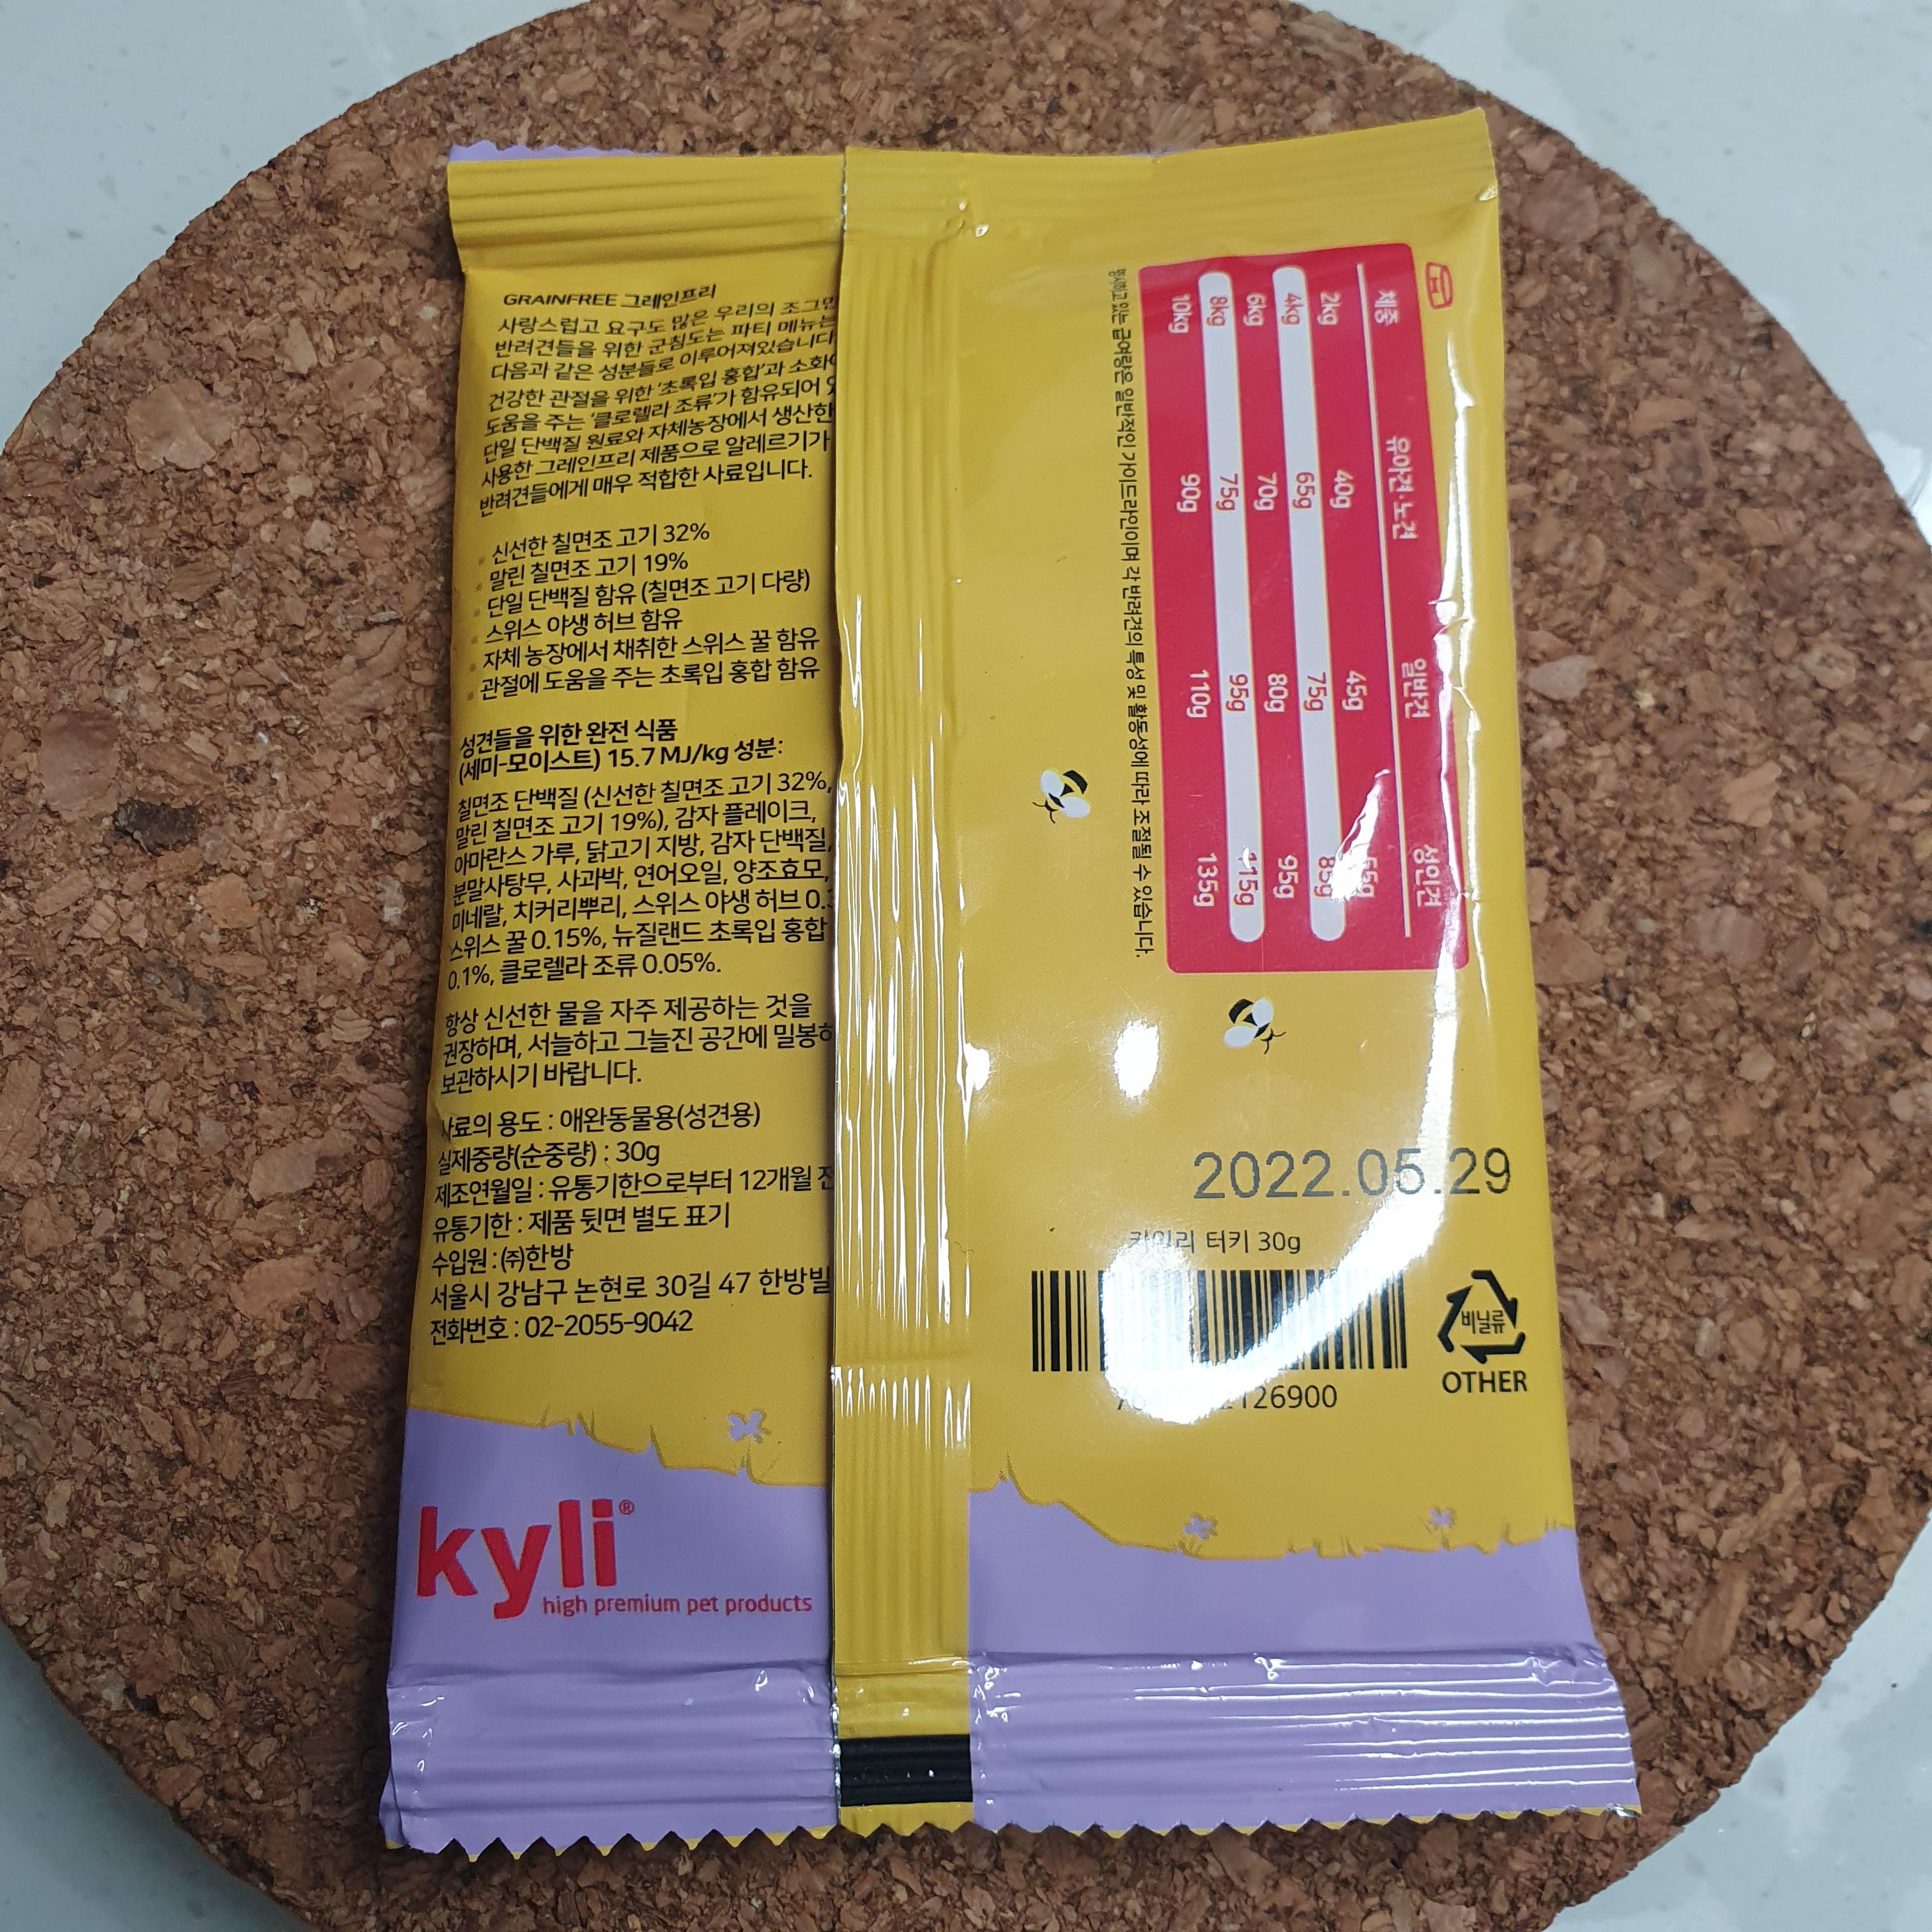 GRAINFREE 그레인프리
사랑스럽고 요구도 많은 우리의 조그만
반려견들을 위한 군침도는 파티 메뉴는
다음과 같은 성분들로 이루어져있습니다
건강한 관절을 위한 '초록입 홍합'과 소화에
도움을 주는 '클로렐라 조류'가 함유되어
단일 단백질 원료와 자체농장에서 생산한
사용한 그레인프리 제품으로 알레르기가
반려견들에게 매우 적합한 사료입니다.
신선한 칠면조 고기 32%
말린 칠면조 고기 19%
단일 단백질 함유 (칠면조 고기 다량)
스위스 야생 허브 함유
자체 농장에서 채취한 스위스 꿀 함유
관절에 도움을 주는 초록입 홍합 함유
성견들을 위한 완전 식품
(세미-모이스트) 15.7 MJ/kg 성분:
칠면조 단백질 (신선한 칠면조 고기 32%,
말린 칠면조 고기 19%), 감자 플레이크,
아마란스 가루, 닭고기 지방, 감자 단백질,
분말사탕무, 사과박, 연어오일, 양조효모,
미네랄, 치커리뿌리, 스위스 야생 허브
스위스 꿀 0.15%, 뉴질랜드 초록입 홍합
0.1%, 클로렐라 조류 0.05%.
항상 신선한 물을 자주 제공하는 것을
권장하며, 서늘하고 그늘진 공간에 밀봉하
보관하시기 바랍니다.
사료의 용도 : 애완동물용(성견용)
실제중량(순중량) : 30g
제조연월일 : 유통기한으로부터 12개월 전
유통기한 : 제품 뒷면 별도 표기
수입원 : ㈜한방
서울시 강남구 논현로 30길 47 한방빌
전화번호 : 02-2055-9042
kyli®
high premium pet products
체중 유아견·노견 일반견 성인견
2kg 40g 45g 55g
4kg 65g 75g 85g
6kg 70g 80g 95g
8kg 75g 95g 115g
10kg 90g 110g 135g
명시하고 있는 급여량은 일반적인 가이드라인이며 각 반려견의 특성 및 활동성에 따라 조절될 수 있습니다.
2022.05.29
카일리 터키 30g
126900
비닐류
OTHER